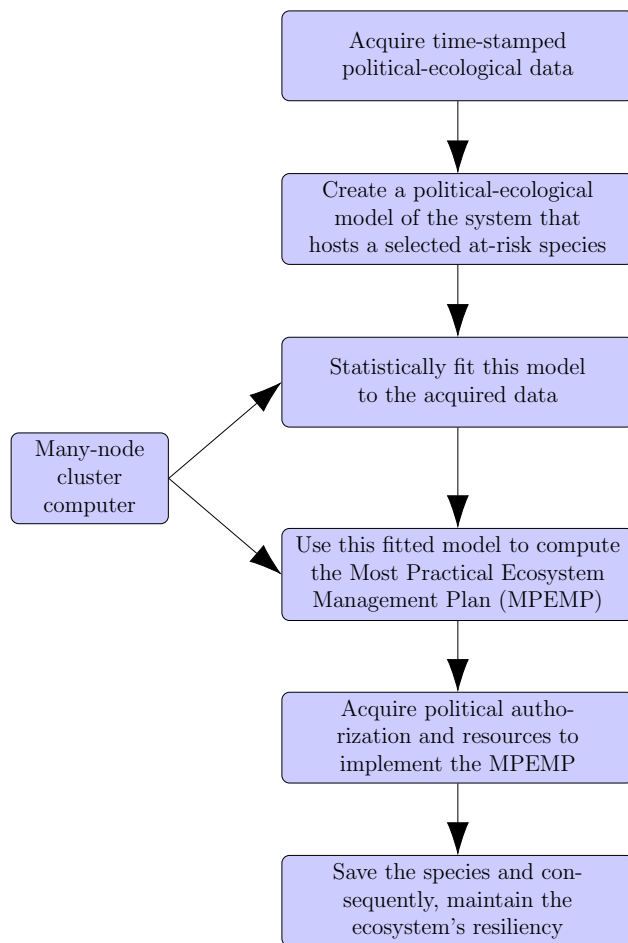 Acquire time-stamped
political-ecological data
Create a political-ecological
model of the system that
hosts a selected at-risk species
Statistically fit this model
to the acquired data
Many-node
cluster
computer
Use this fitted model to compute
the Most Practical Ecosystem
Management Plan (MPEMP)
Acquire political autho-
rization and resources to
implement the MPEMP
Save the species and con-
sequently, maintain the
ecosystem's resiliency